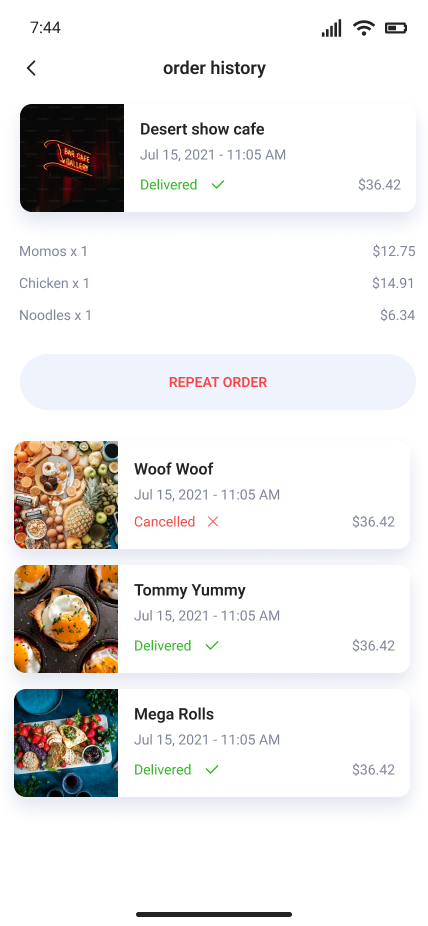 7:44
order history
BAR CAFE
GALLERY
Desert show cafe
Jul 15, 2021 - 11:05 AM
Delivered $36.42
Momos x 1 $12.75
Chicken x 1 $14.91
Noodles x 1 $6.34
REPEAT ORDER
Woof Woof
Jul 15, 2021 - 11:05 AM
Cancelled $36.42
Tommy Yummy
Jul 15, 2021 - 11:05 AM
Delivered $36.42
Mega Rolls
Jul 15, 2021 - 11:05 AM
Delivered $36.42